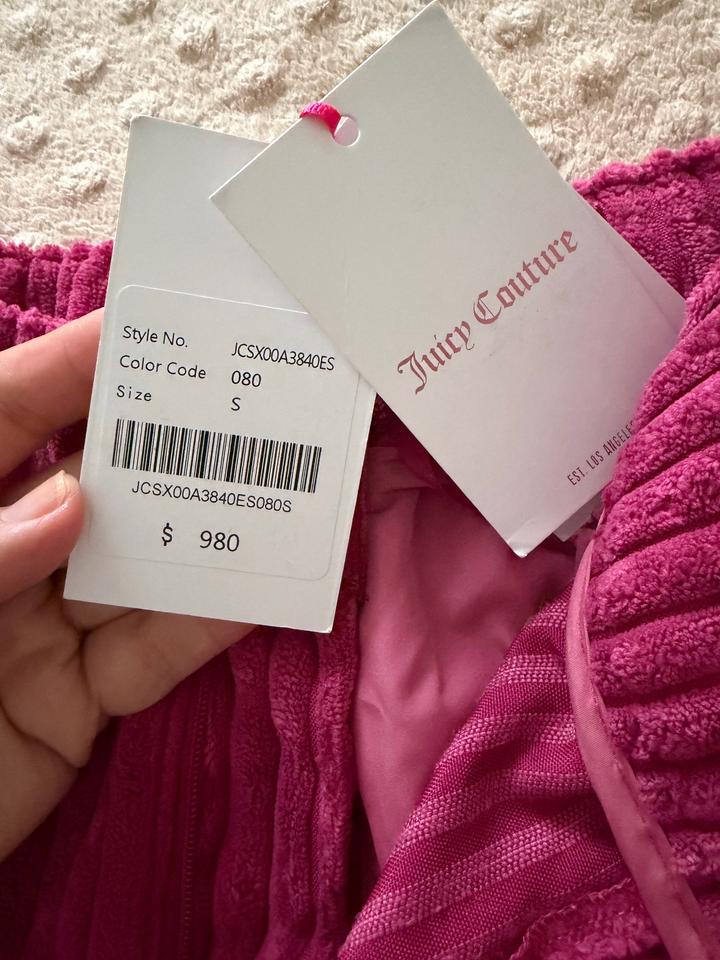 Style No. JCSX00A3840ES
Color Code 080
Size S
JCSX00A3840ES080S
$ 980
Juicy Couture
EST. LOS ANGELES